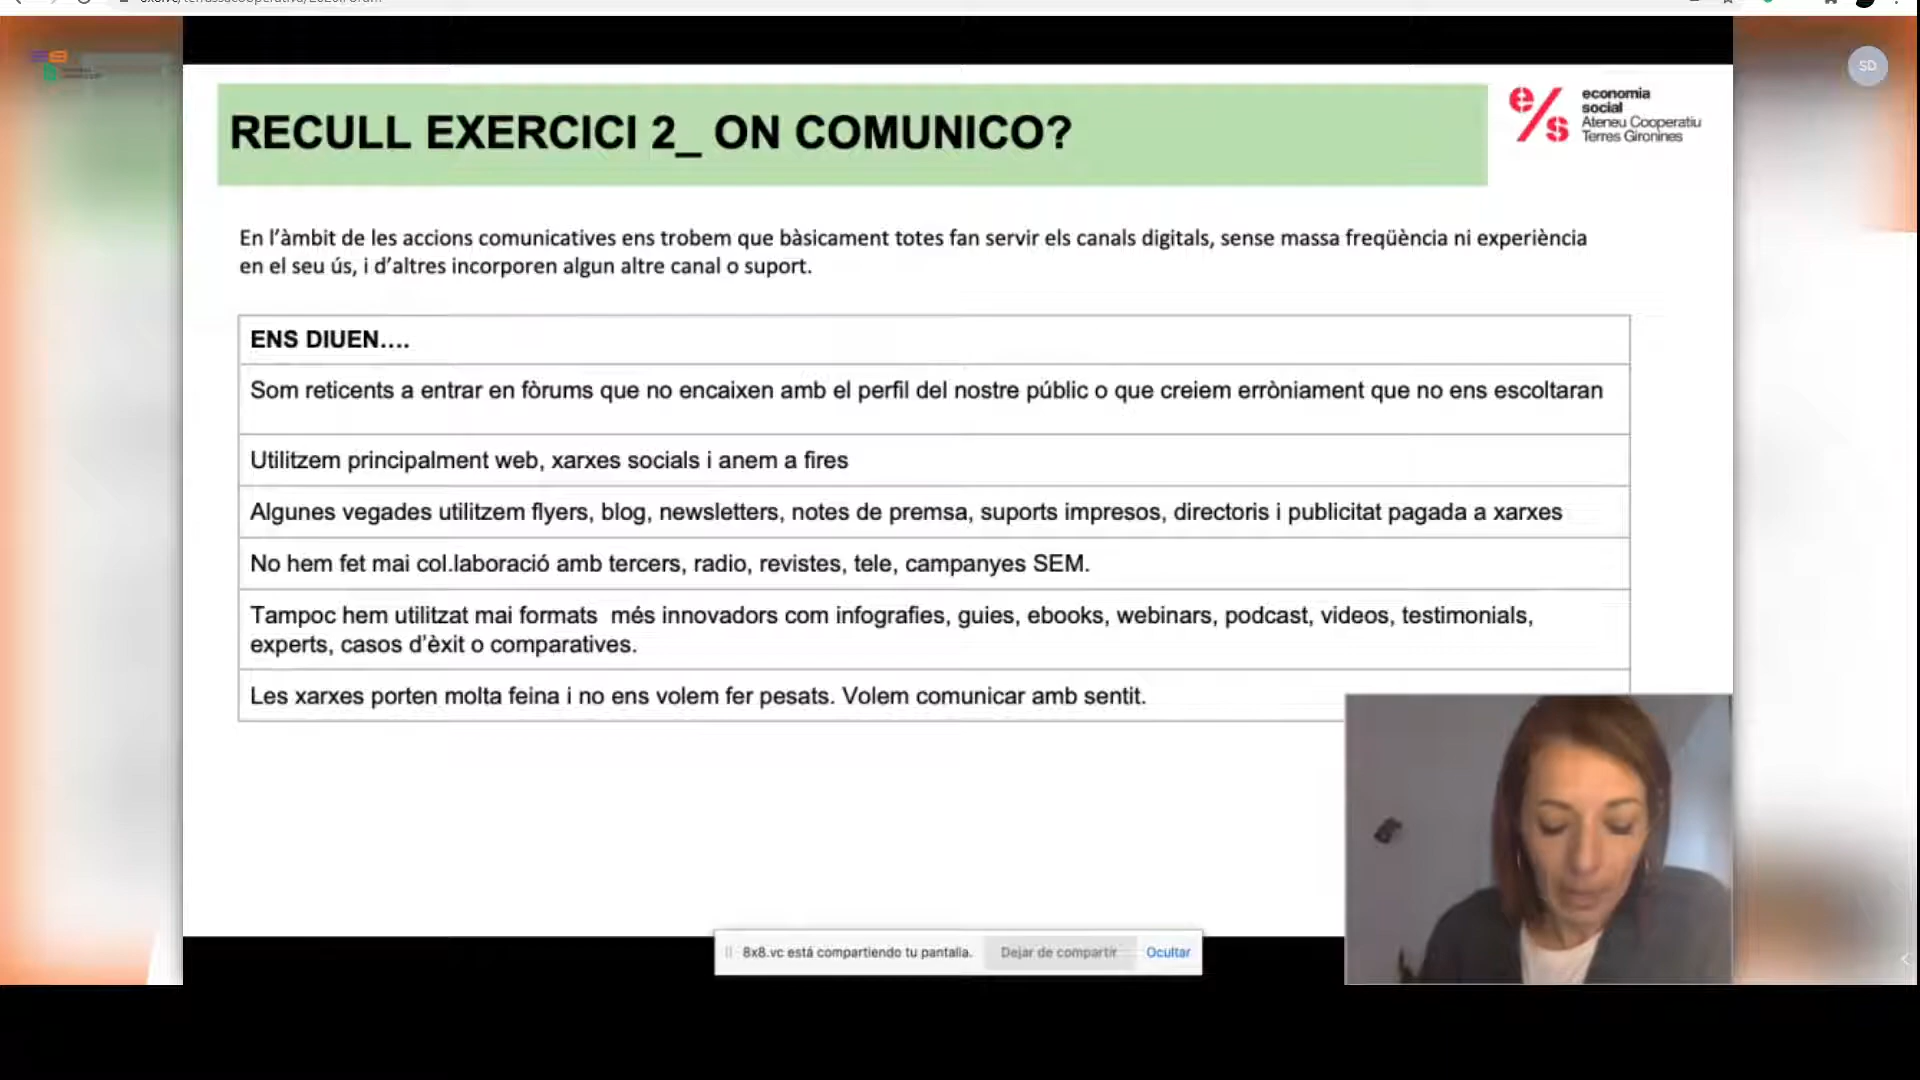 SD
RECULL EXERCICI 2_ ON COMUNICO?
economia
social
Ateneu Cooperatiu
Terres Gironines
En l'àmbit de les accions comunicatives ens trobem que bàsicament totes fan servir els canals digitals, sense massa freqüència ni experiència
en el seu ús, i d'altres incorporen algun altre canal o suport.
ENS DIUEN....
Som reticents a entrar en fòrums que no encaixen amb el perfil del nostre públic o que creiem erròniament que no ens escoltaran
Utilitzem principalment web, xarxes socials i anem a fires
Algunes vegades utilitzem flyers, blog, newsletters, notes de premsa, suports impresos, directoris i publicitat pagada a xarxes
No hem fet mai col.laboració amb tercers, radio, revistes, tele, campanyes SEM.
Tampoc hem utilitzat mai formats  més innovadors com infografies, guies, ebooks, webinars, podcast, videos, testimonials,
experts, casos d'èxit o comparatives.
Les xarxes porten molta feina i no ens volem fer pesats. Volem comunicar amb sentit.
8x8.vc está compartiendo tu pantalla. Dejar de compartir Ocultar